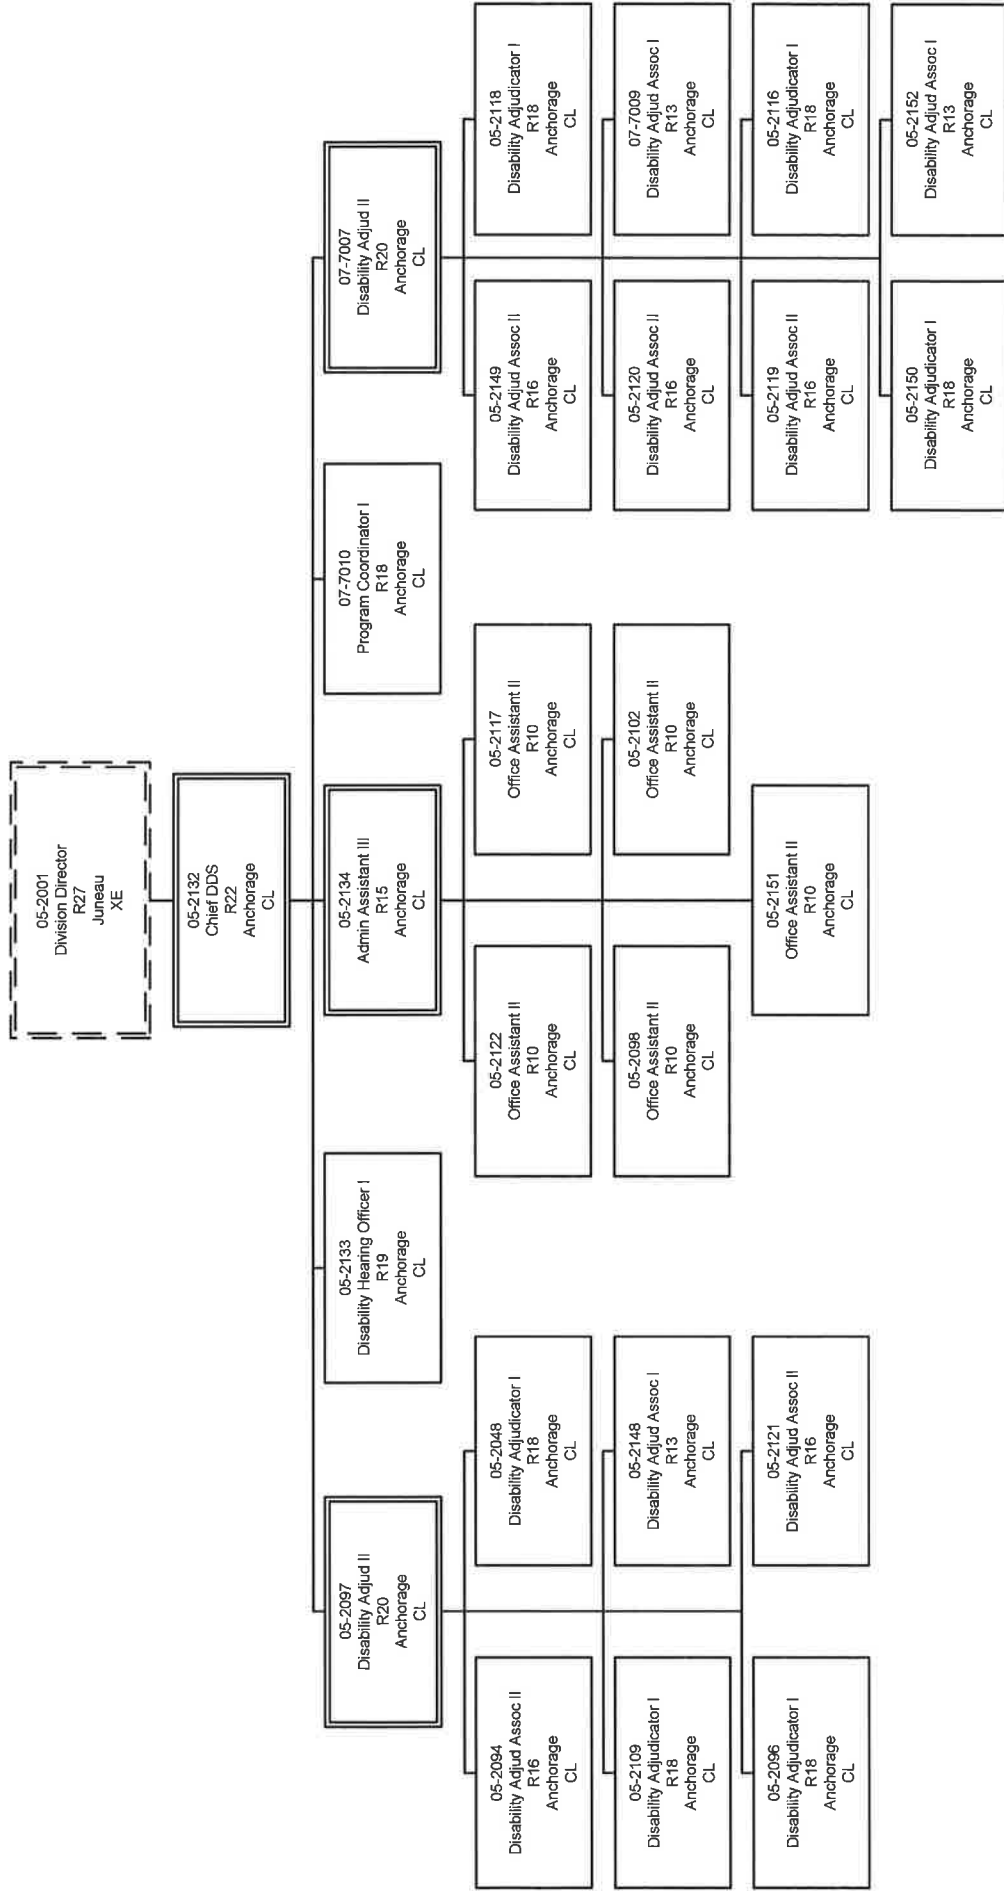 05-2001
Division Director
R27
Juneau
XE
05-2132
Chief DDS
R22
Anchorage
CL
05-2097
Disability Adjud II
R20
Anchorage
CL
05-2133
Disability Hearing Officer I
R19
Anchorage
CL
05-2134
Admin Assistant III
R15
Anchorage
CL
07-7010
Program Coordinator I
R18
Anchorage
CL
07-7007
Disability Adjud II
R20
Anchorage
CL
05-2094
Disability Adjud Assoc II
R16
Anchorage
CL
05-2048
Disability Adjudicator I
R18
Anchorage
CL
05-2122
Office Assistant II
R10
Anchorage
CL
05-2117
Office Assistant II
R10
Anchorage
CL
05-2149
Disability Adjud Assoc II
R16
Anchorage
CL
05-2118
Disability Adjudicator I
R18
Anchorage
CL
05-2109
Disability Adjudicator I
R18
Anchorage
CL
05-2148
Disability Adjud Assoc I
R13
Anchorage
CL
05-2098
Office Assistant II
R10
Anchorage
CL
05-2102
Office Assistant II
R10
Anchorage
CL
05-2120
Disability Adjud Assoc II
R16
Anchorage
CL
07-7009
Disability Adjud Assoc I
R13
Anchorage
CL
05-2096
Disability Adjudicator I
R18
Anchorage
CL
05-2121
Disability Adjud Assoc II
R16
Anchorage
CL
05-2151
Office Assistant II
R10
Anchorage
CL
05-2119
Disability Adjud Assoc II
R16
Anchorage
CL
05-2116
Disability Adjudicator I
R18
Anchorage
CL
05-2150
Disability Adjudicator I
R18
Anchorage
CL
05-2152
Disability Adjud Assoc I
R13
Anchorage
CL